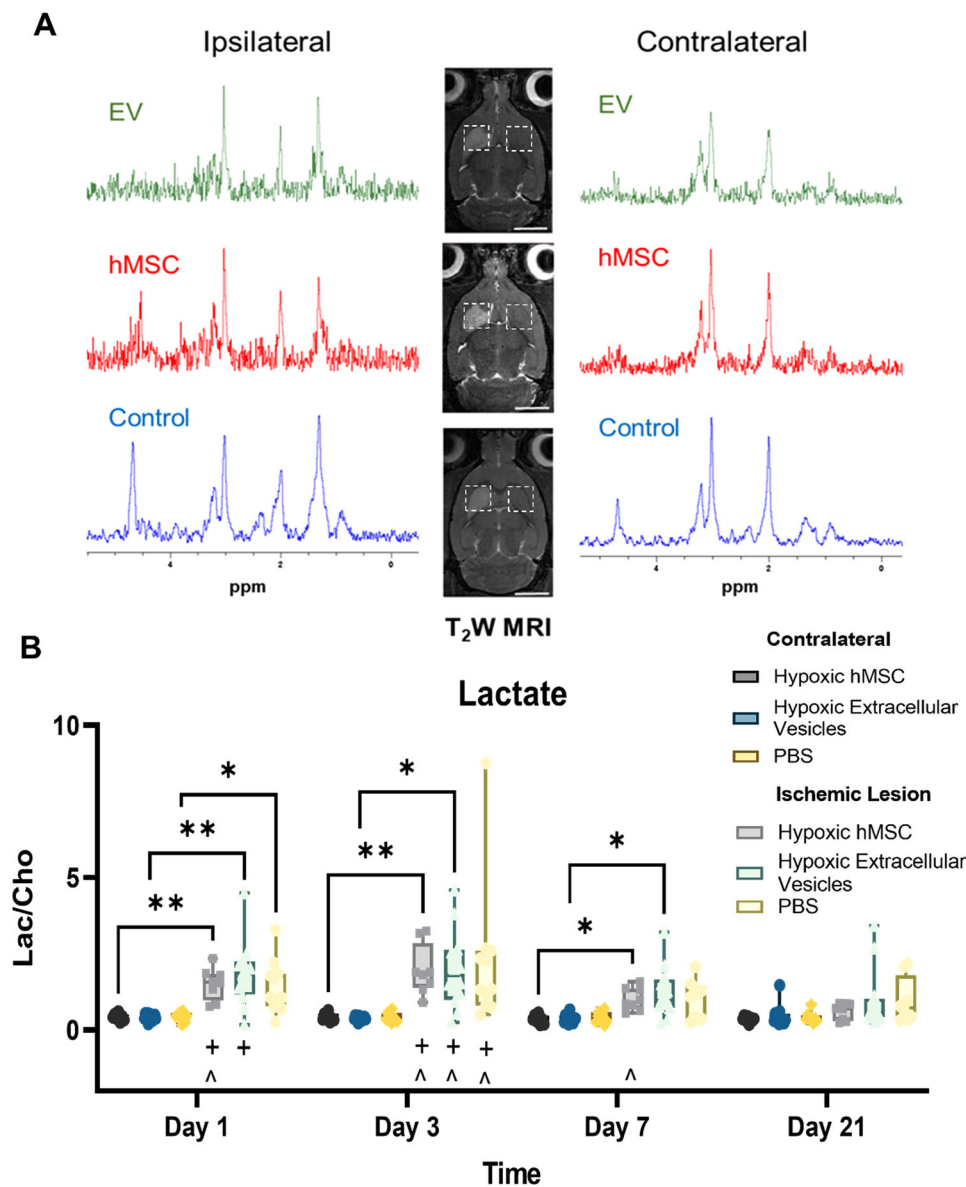 A
Ipsilateral
Contralateral
EV
hMSC
Control
4
2
0
ppm
hMSC
EV
Control
4
2
0
ppm
T2W MRI
B
Contralateral
Hypoxic hMSC
Hypoxic Extracellular
Vesicles
PBS
Ischemic Lesion
Hypoxic hMSC
Hypoxic Extracellular
Vesicles
PBS
Lactate
Lac/Cho
10
5
0
*
**
**
*
**
*
*
+ +
^
+ + +
^ ^ ^
^
Day 1
Day 3
Day 7
Day 21
Time